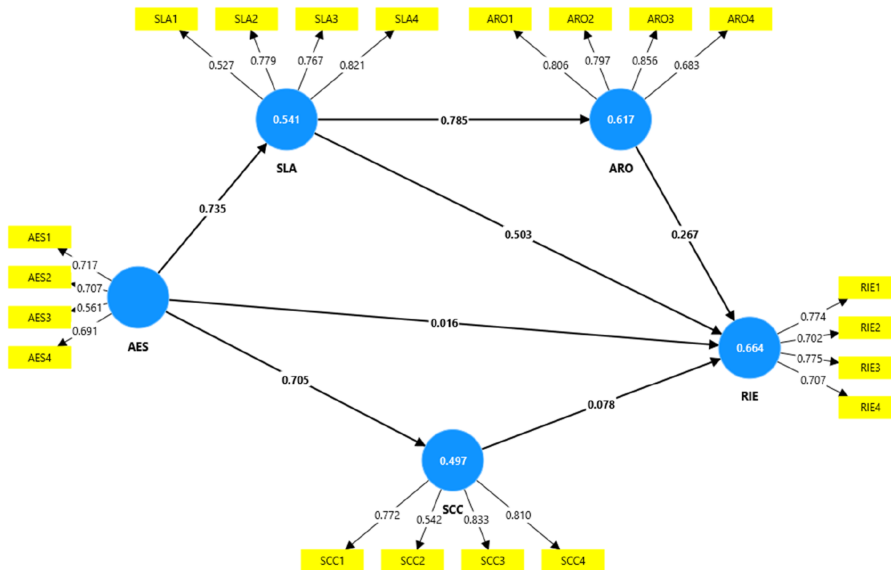 SLA1 SLA2 SLA3 SLA4 ARO1 ARO2 ARO3 ARO4
0.527 0.779 0.767 0.821 0.806 0.797 0.856 0.683
0.541 0.785 0.617
SLA ARO
0.735
0.503 0.267
AES1
0.717
AES2
0.707
AES3
0.561
AES4
0.691
AES
0.016
RIE1
0.774
RIE2
0.702
0.664
RIE3
0.775
RIE4
0.707
RIE
0.705
0.078
0.497
SCC
0.772 0.542 0.833 0.810
SCC1 SCC2 SCC3 SCC4